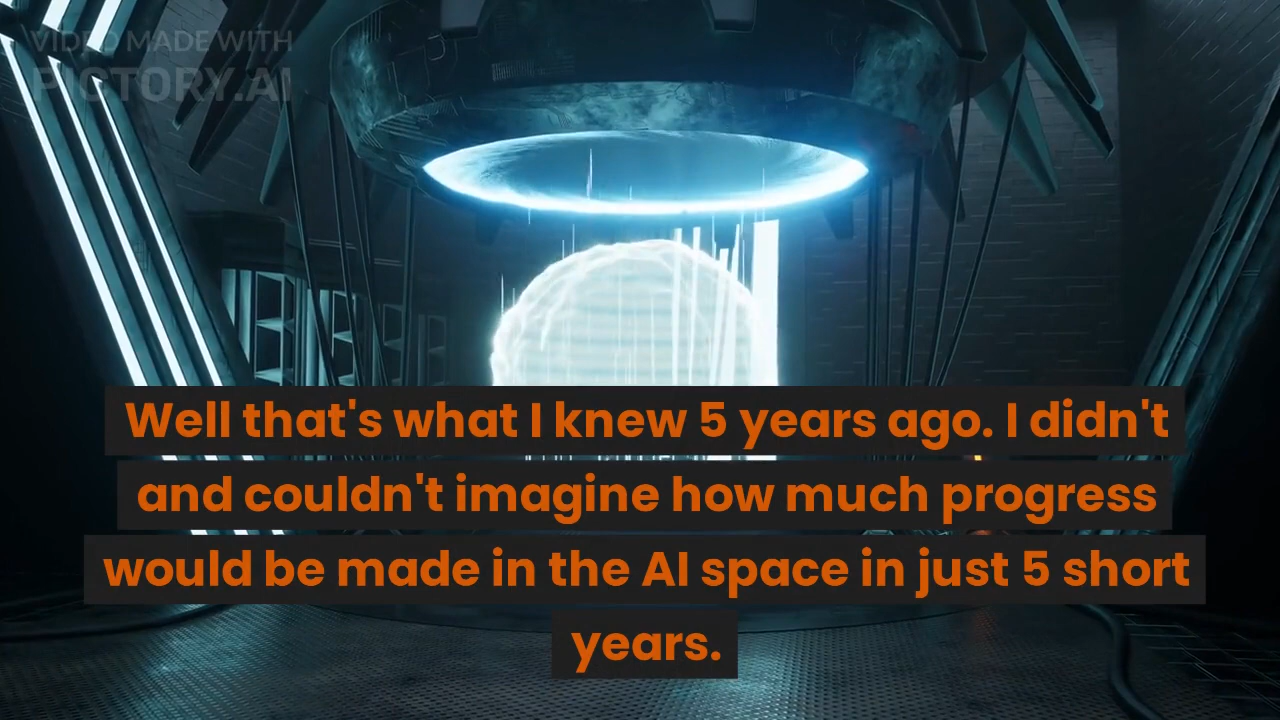 VIDEO MADE WITH
PICTORY.AI
Well that's what I knew 5 years ago. I didn't
and couldn't imagine how much progress
would be made in the AI space in just 5 short
years.